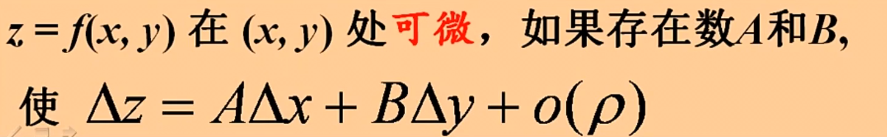 z = f(x, y) 在 (x, y) 处可微，如果存在数A和B,
使 Δz = AΔx + BΔy + o(ρ)